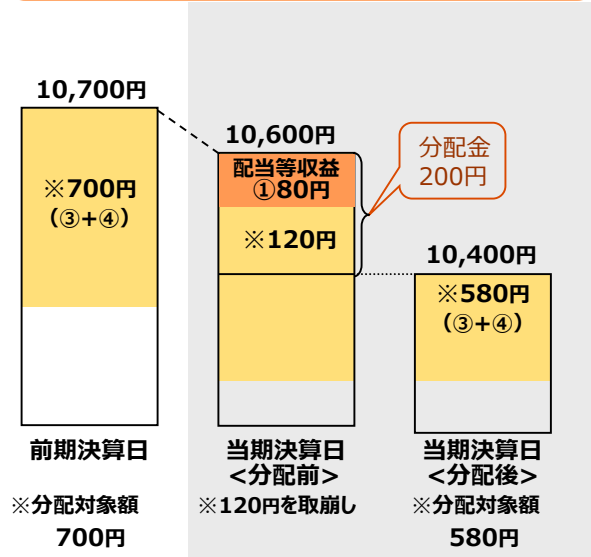 10,700円
※700円
(③+④)
前期決算日
※分配対象額
700円
10,600円
配当等収益
①80円
※120円
当期決算日
<分配前>
※120円を取崩し
分配金
200円
10,400円
※580円
(③+④)
当期決算日
<分配後>
※分配対象額
580円